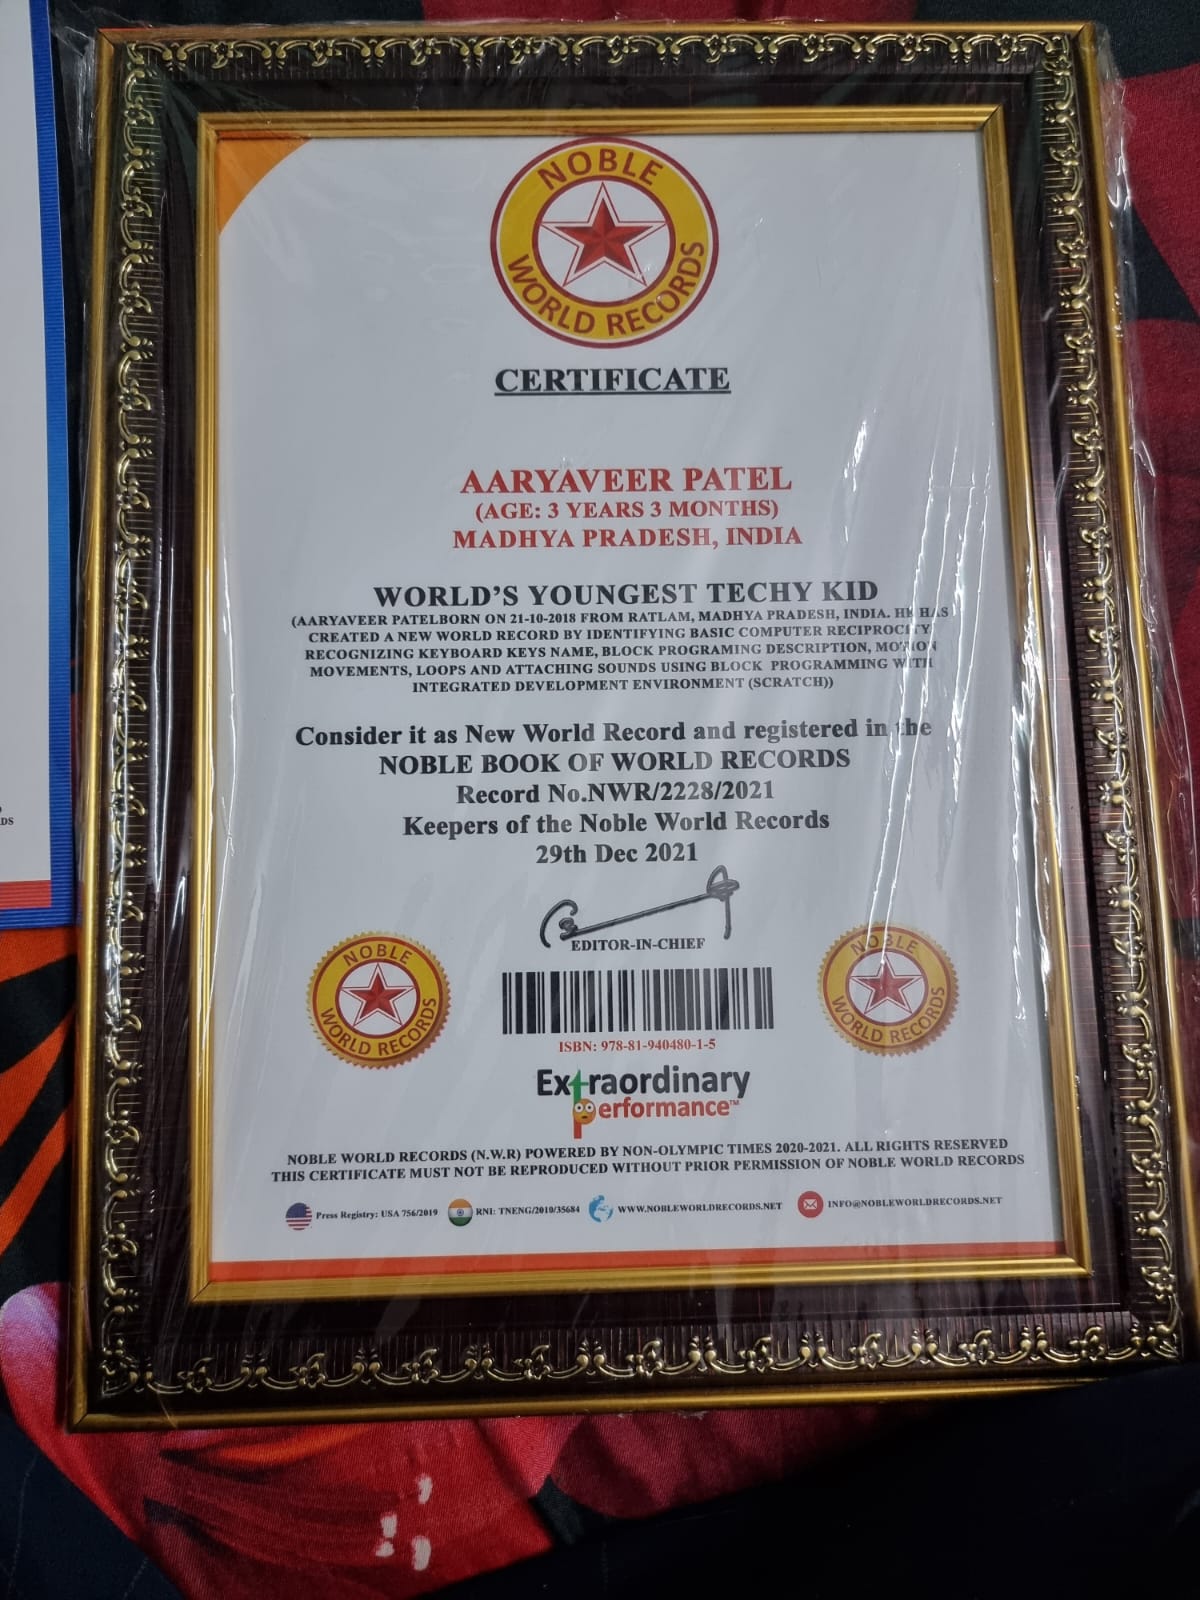 NOBLE
WORLD RECORDS
CERTIFICATE
AARYAVEER PATEL
(AGE: 3 YEARS 3 MONTHS)
MADHYA PRADESH, INDIA
WORLD'S YOUNGEST TECHY KID
(AARYAVEER PATELBORN ON 21-10-2018 FROM RATLAM, MADHYA PRADESH, INDIA. HE HAS
CREATED A NEW WORLD RECORD BY IDENTIFYING BASIC COMPUTER RECIPROCITY
RECOGNIZING KEYBOARD KEYS NAME, BLOCK PROGRAMING DESCRIPTION, MOTION
MOVEMENTS, LOOPS AND ATTACHING SOUNDS USING BLOCK PROGRAMMING WITH
INTEGRATED DEVELOPMENT ENVIRONMENT (SCRATCH))
Consider it as New World Record and registered in the
NOBLE BOOK OF WORLD RECORDS
Record No.NWR/2228/2021
Keepers of the Noble World Records
29th Dec 2021
EDITOR-IN-CHIEF
NOBLE
WORLD RECORDS
NOBLE
WORLD RECORDS
ISBN: 978-81-940480-1-5
Extraordinary
Performance™
NOBLE WORLD RECORDS (N.W.R) POWERED BY NON-OLYMPIC TIMES 2020-2021. ALL RIGHTS RESERVED
THIS CERTIFICATE MUST NOT BE REPRODUCED WITHOUT PRIOR PERMISSION OF NOBLE WORLD RECORDS
Press Registry: USA 756/2019 RNI: TNENG/2010/35684 WWW.NOBLEWORLDRECORDS.NET INFO@NOBLEWORLDRECORDS.NET